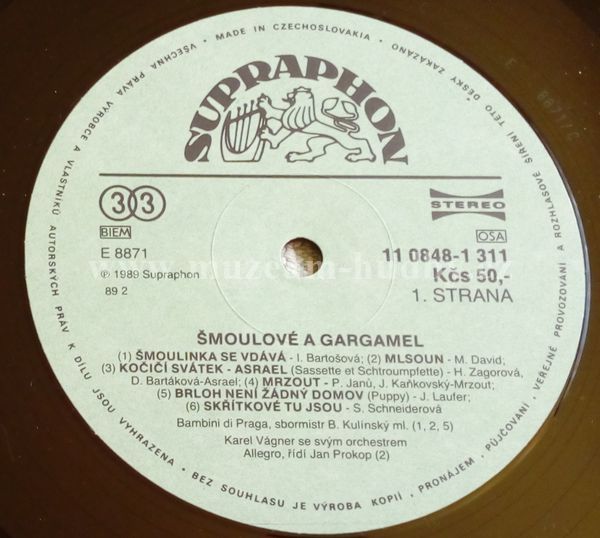 SUPRAPHON
33
STEREO
BIEM
OSA
E 8871
11 0848-1 311
℗ 1989 Supraphon
Kčs 50,-
89 2
1. STRANA
ŠMOULOVÉ A GARGAMEL
(1) ŠMOULINKA SE VDÁVÁ - I. Bartošová; (2) MLSOUN - M. David;
(3) KOČIČÍ SVÁTEK - ASRAEL (Sassette et Schtroumpfette) - H. Zagorová,
D. Bartáková-Asrael; (4) MRZOUT - P. Janů, J. Kaňkovský-Mrzout;
(5) BRLOH NENÍ ŽÁDNÝ DOMOV (Puppy) - J. Laufer;
(6) SKŘÍTKOVÉ TU JSOU - S. Schneiderová
Bambini di Praga, sbormistr B. Kulínský ml. (1, 2, 5)
Karel Vágner se svým orchestrem
Allegro, řídí Jan Prokop (2)
VŠECHNA PRÁVA VÝROBCE A VLASTNÍKŮ AUTORSKÝCH PRÁV K DÍLU JSOU VYHRAZENA • BEZ SOUHLASU JE VÝROBA KOPIÍ, PRONÁJEM, PŮJČOVÁNÍ, VEŘEJNÉ PROVOZOVÁNÍ A ROZHLASOVÉ ŠÍŘENÍ TÉTO DESKY ZAKÁZÁNO • MADE IN CZECHOSLOVAKIA •